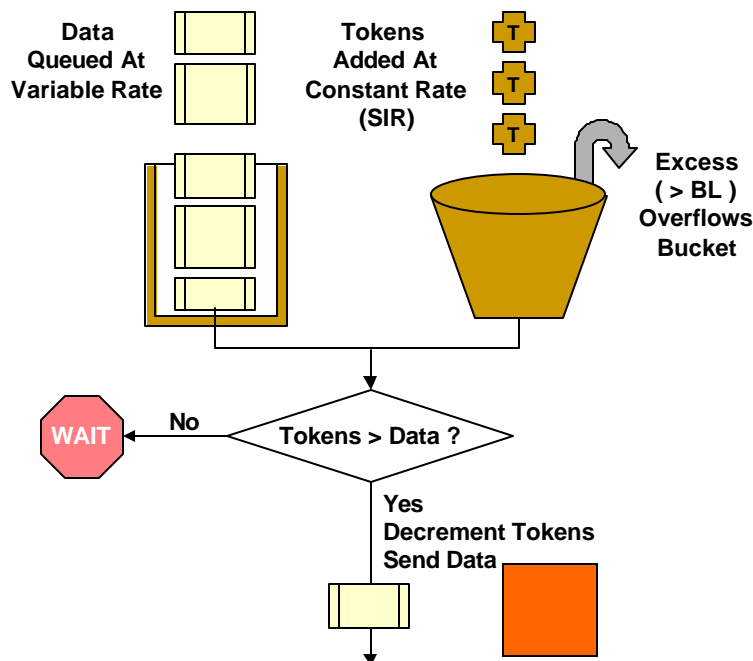 Data
Queued At
Variable Rate
Tokens
Added At
Constant Rate
(SIR)
T
T
T
Excess
( > BL )
Overflows
Bucket
WAIT
No
Tokens > Data ?
Yes
Decrement Tokens
Send Data